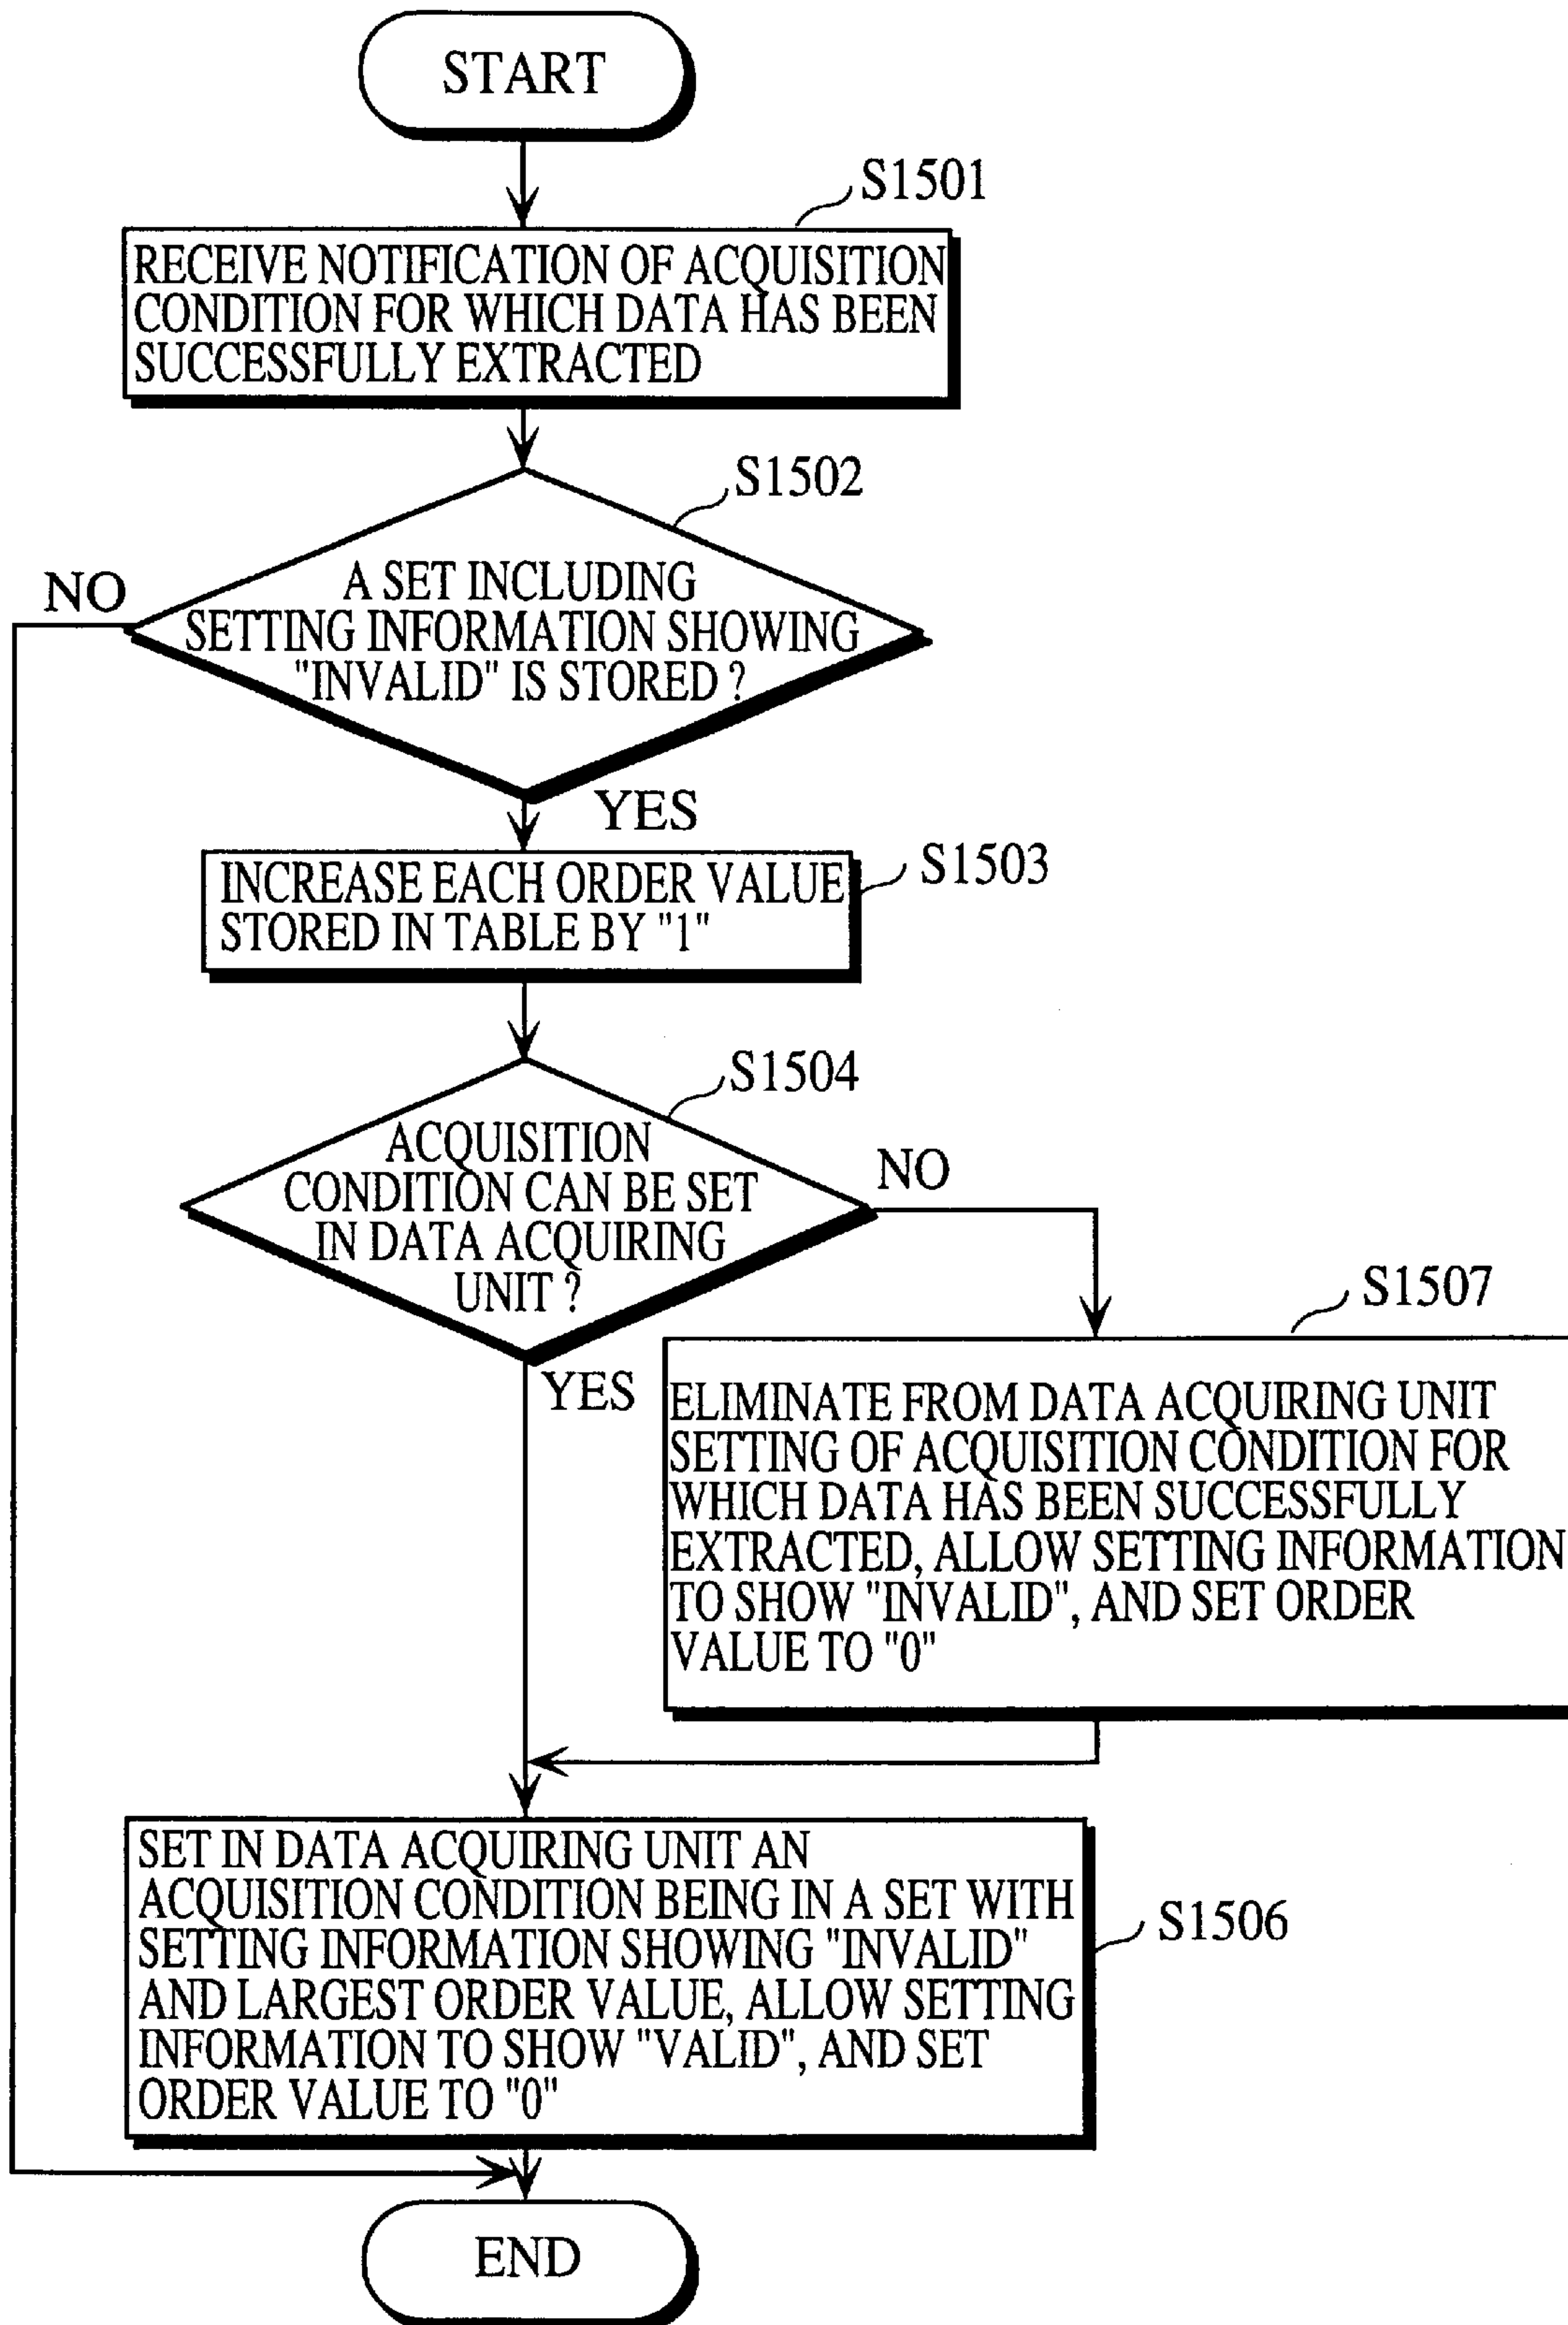 START
S1501
RECEIVE NOTIFICATION OF ACQUISITION
CONDITION FOR WHICH DATA HAS BEEN
SUCCESSFULLY EXTRACTED
S1502
NO
A SET INCLUDING
SETTING INFORMATION SHOWING
"INVALID" IS STORED ?
YES
S1503
INCREASE EACH ORDER VALUE
STORED IN TABLE BY "1"
S1504
ACQUISITION
CONDITION CAN BE SET
IN DATA ACQUIRING
UNIT ?
NO
YES
S1507
ELIMINATE FROM DATA ACQUIRING UNIT
SETTING OF ACQUISITION CONDITION FOR
WHICH DATA HAS BEEN SUCCESSFULLY
EXTRACTED, ALLOW SETTING INFORMATION
TO SHOW "INVALID", AND SET ORDER
VALUE TO "0"
SET IN DATA ACQUIRING UNIT AN
ACQUISITION CONDITION BEING IN A SET WITH
SETTING INFORMATION SHOWING "INVALID"
AND LARGEST ORDER VALUE, ALLOW SETTING
INFORMATION TO SHOW "VALID", AND SET
ORDER VALUE TO "0"
S1506
END